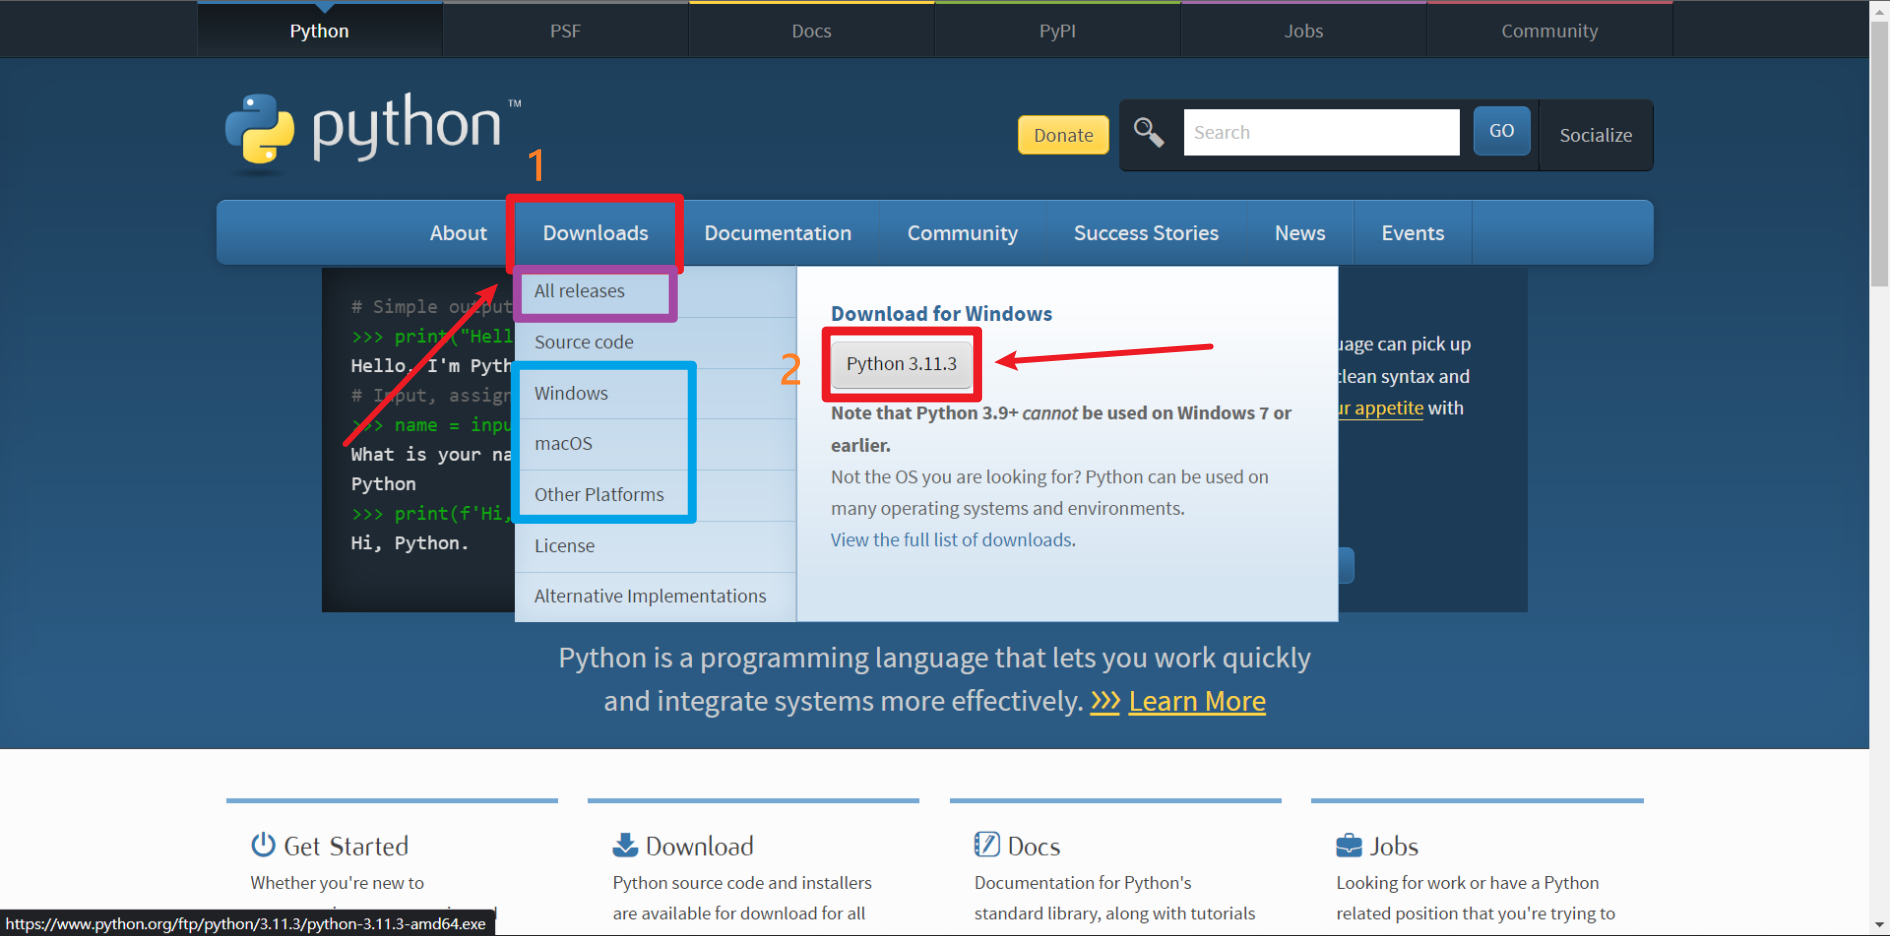 Python
PSF
Docs
PyPI
Jobs
Community
python™
Donate
Search
GO
Socialize
1
About
Downloads
Documentation
Community
Success Stories
News
Events
# Simple output
>>> print("Hell
Hello, I'm Pyth
# Input, assign
>>> name = inpu
What is your na
Python
>>> print(f'Hi,
Hi, Python.
All releases
Source code
Windows
macOS
Other Platforms
License
Alternative Implementations
Download for Windows
2
Python 3.11.3
Note that Python 3.9+ cannot be used on Windows 7 or
earlier.
Not the OS you are looking for? Python can be used on
many operating systems and environments.
View the full list of downloads.
uage can pick up
clean syntax and
ur appetite with
Python is a programming language that lets you work quickly
and integrate systems more effectively. >>> Learn More
Get Started
Whether you're new to
Download
Python source code and installers
are available for download for all
Docs
Documentation for Python's
standard library, along with tutorials
Jobs
Looking for work or have a Python
related position that you're trying to
https://www.python.org/ftp/python/3.11.3/python-3.11.3-amd64.exe